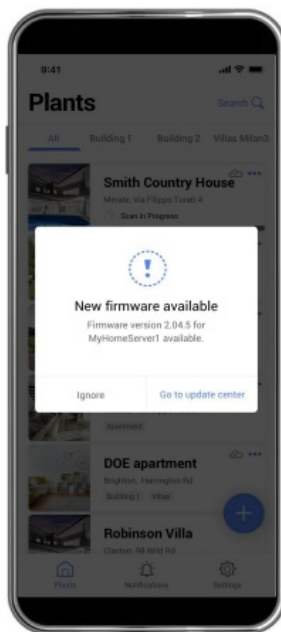 9:41
Plants
Search
All Building 1 Building 2 Villas Milan3
Smith Country House
Merate, Via Filippo Turati 4
Scan in Progress
New firmware available
Firmware version 2.04.5 for
MyHomeServer1 available.
Ignore Go to update center
Apartment
DOE apartment
Brighton, Harrington Rd
Building 1 Villas
Robinson Villa
Claxton, 98 Wild Rd
Plants Notifications Settings